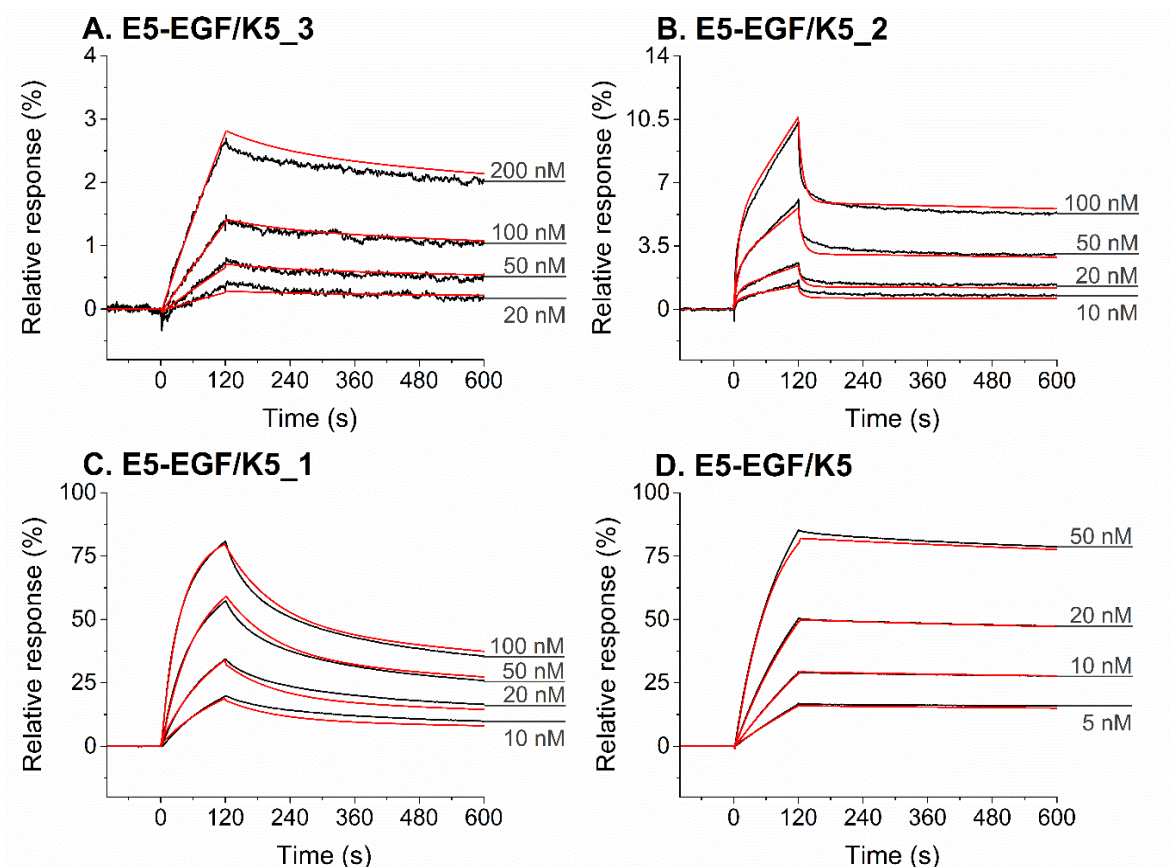 A. E5-EGF/K5_3
Relative response (%)
4
3
2
1
0
200 nM
100 nM
50 nM
20 nM
0 120 240 360 480 600
Time (s)
B. E5-EGF/K5_2
Relative response (%)
14
10.5
7
3.5
0
100 nM
50 nM
20 nM
10 nM
0 120 240 360 480 600
Time (s)
C. E5-EGF/K5_1
Relative response (%)
100
75
50
25
0
100 nM
50 nM
20 nM
10 nM
0 120 240 360 480 600
Time (s)
D. E5-EGF/K5
Relative response (%)
100
75
50
25
0
50 nM
20 nM
10 nM
5 nM
0 120 240 360 480 600
Time (s)